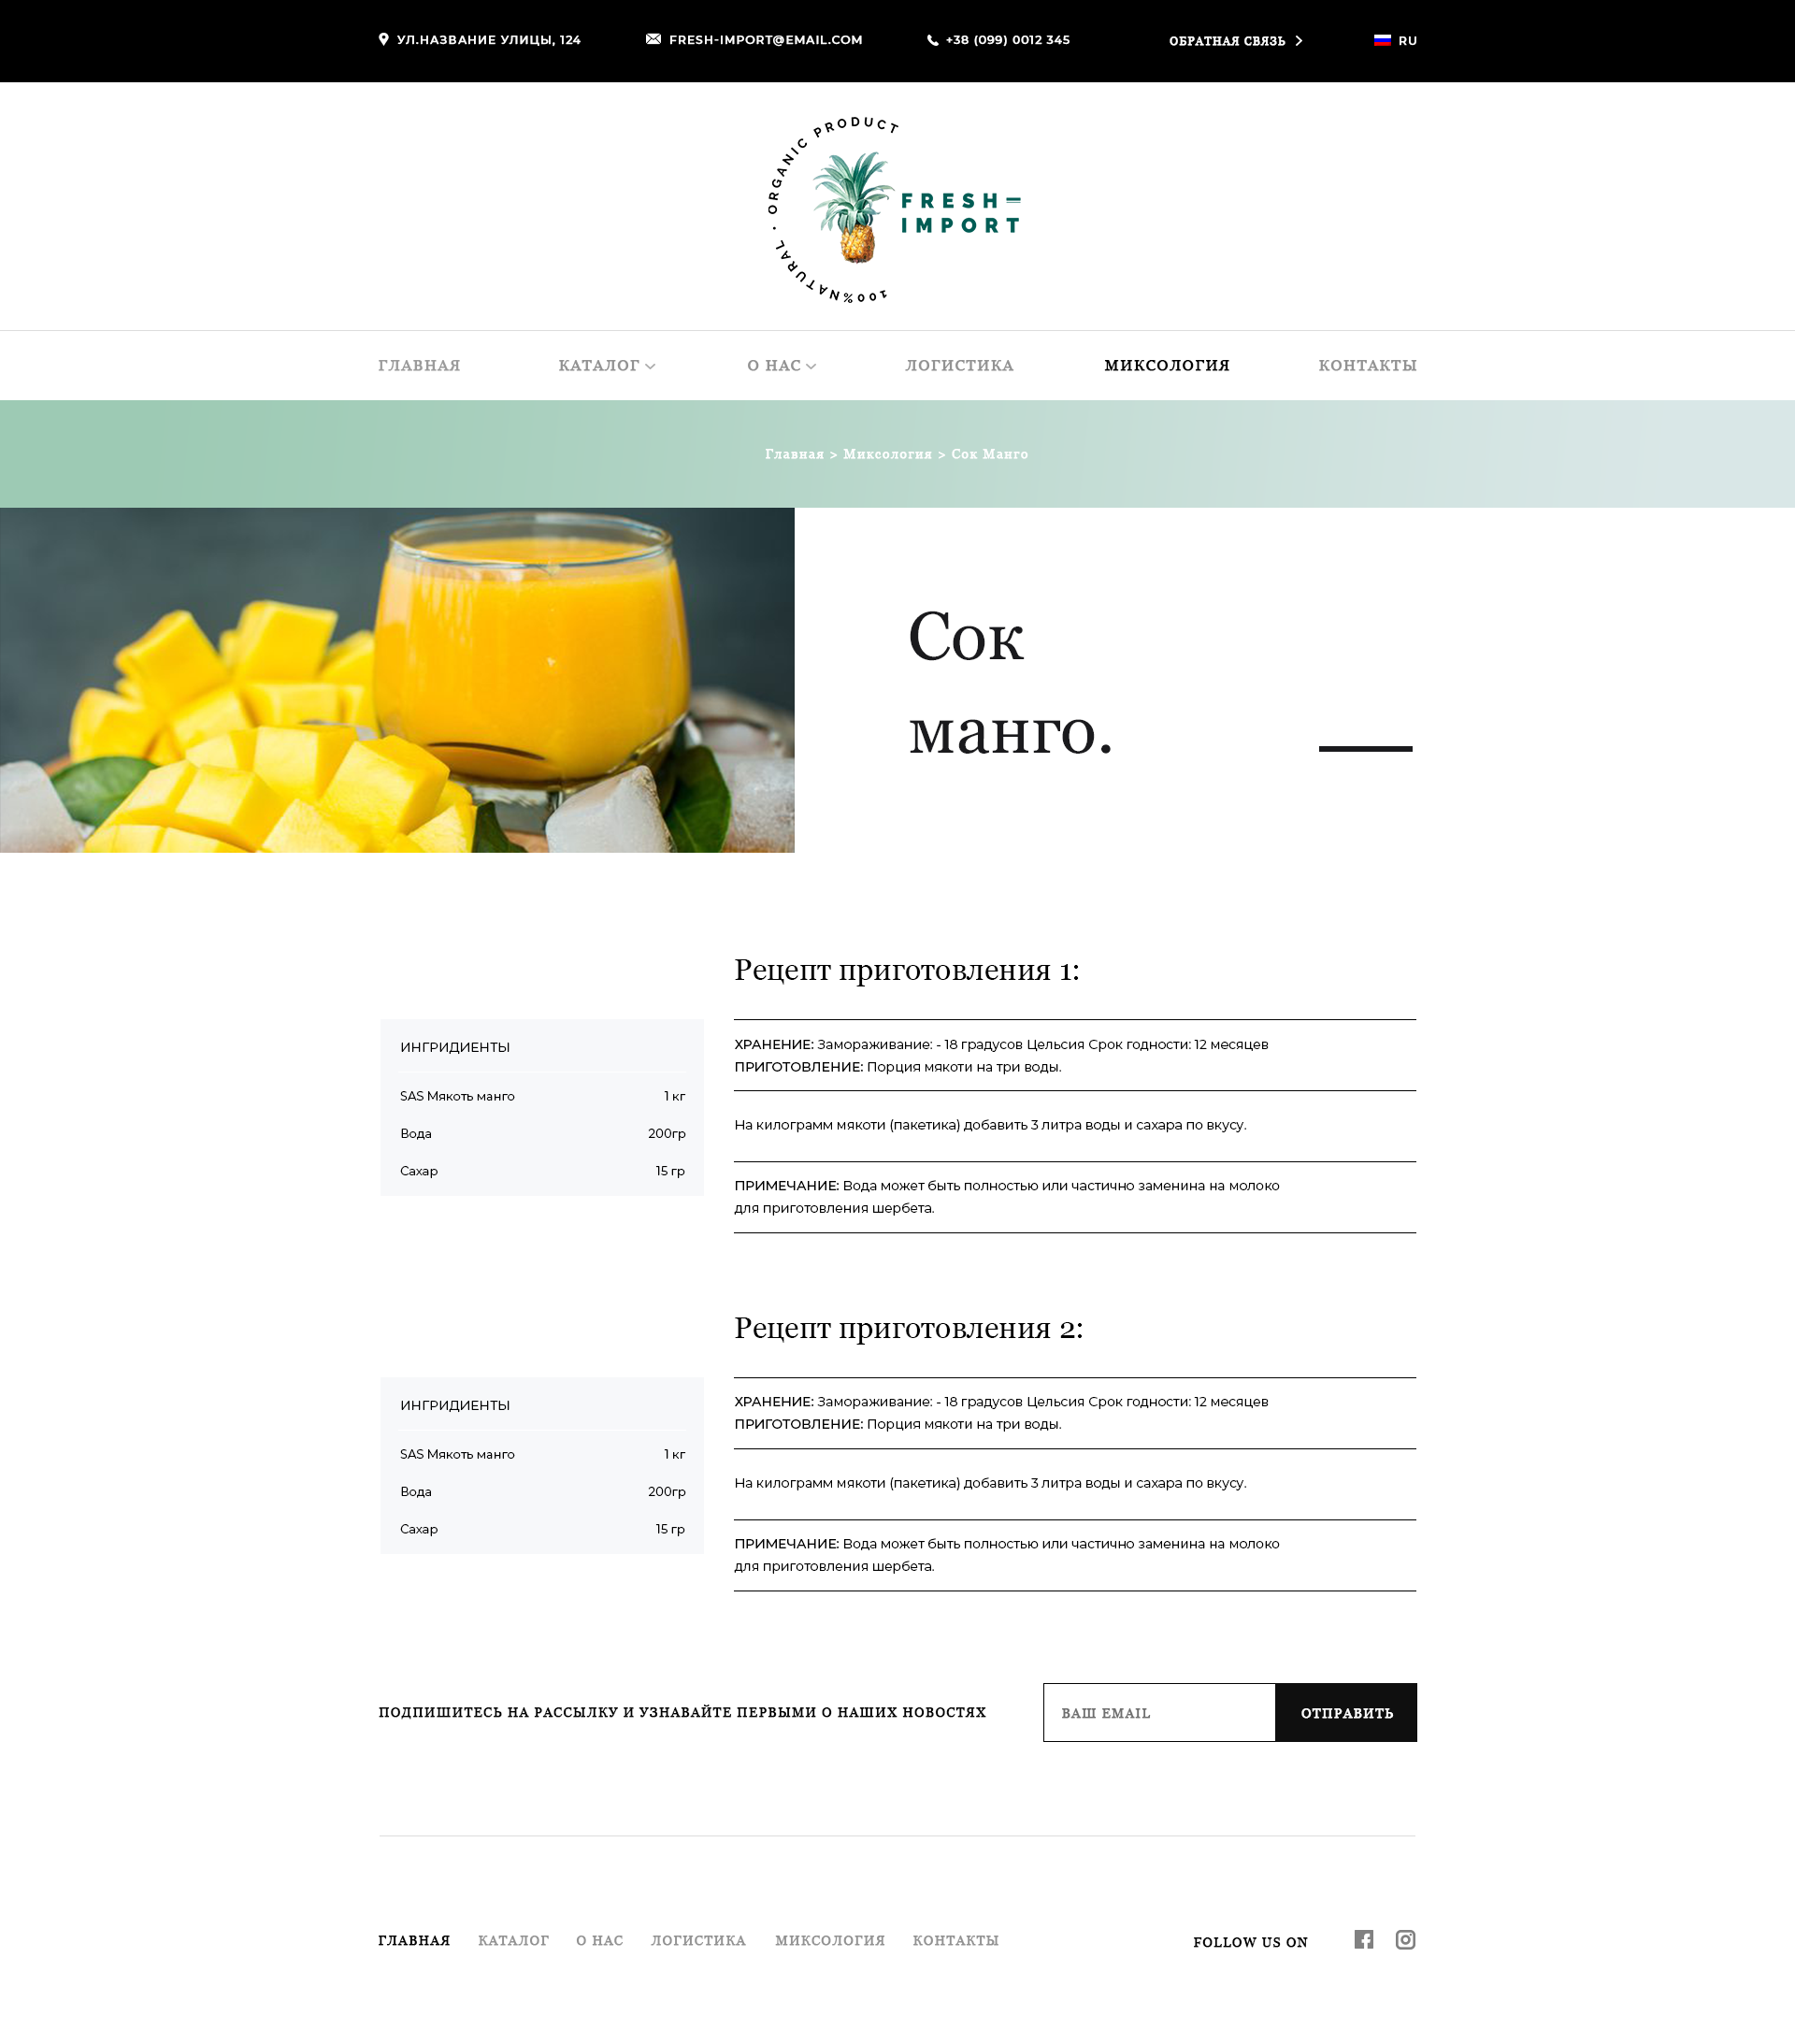 УЛ.НАЗВАНИЕ УЛИЦЫ, 124
FRESH-IMPORT@EMAIL.COM
+38 (099) 0012 345
ОБРАТНАЯ СВЯЗЬ
RU
100%NATURAL · ORGANIC PRODUCT
FRESH–
IMPORT
ГЛАВНАЯ
КАТАЛОГ
О НАС
ЛОГИСТИКА
МИКСОЛОГИЯ
КОНТАКТЫ
Главная > Миксология > Сок Манго
Сок
манго.
Рецепт приготовления 1:
ИНГРИДИЕНТЫ
SAS Мякоть манго 1 кг
Вода 200гр
Сахар 15 гр
ХРАНЕНИЕ: Замораживание: - 18 градусов Цельсия Срок годности: 12 месяцев
ПРИГОТОВЛЕНИЕ: Порция мякоти на три воды.
На килограмм мякоти (пакетика) добавить 3 литра воды и сахара по вкусу.
ПРИМЕЧАНИЕ: Вода может быть полностью или частично заменина на молоко
для приготовления шербета.
Рецепт приготовления 2:
ИНГРИДИЕНТЫ
SAS Мякоть манго 1 кг
Вода 200гр
Сахар 15 гр
ХРАНЕНИЕ: Замораживание: - 18 градусов Цельсия Срок годности: 12 месяцев
ПРИГОТОВЛЕНИЕ: Порция мякоти на три воды.
На килограмм мякоти (пакетика) добавить 3 литра воды и сахара по вкусу.
ПРИМЕЧАНИЕ: Вода может быть полностью или частично заменина на молоко
для приготовления шербета.
ПОДПИШИТЕСЬ НА РАССЫЛКУ И УЗНАВАЙТЕ ПЕРВЫМИ О НАШИХ НОВОСТЯХ
ВАШ EMAIL
ОТПРАВИТЬ
ГЛАВНАЯ
КАТАЛОГ
О НАС
ЛОГИСТИКА
МИКСОЛОГИЯ
КОНТАКТЫ
FOLLOW US ON